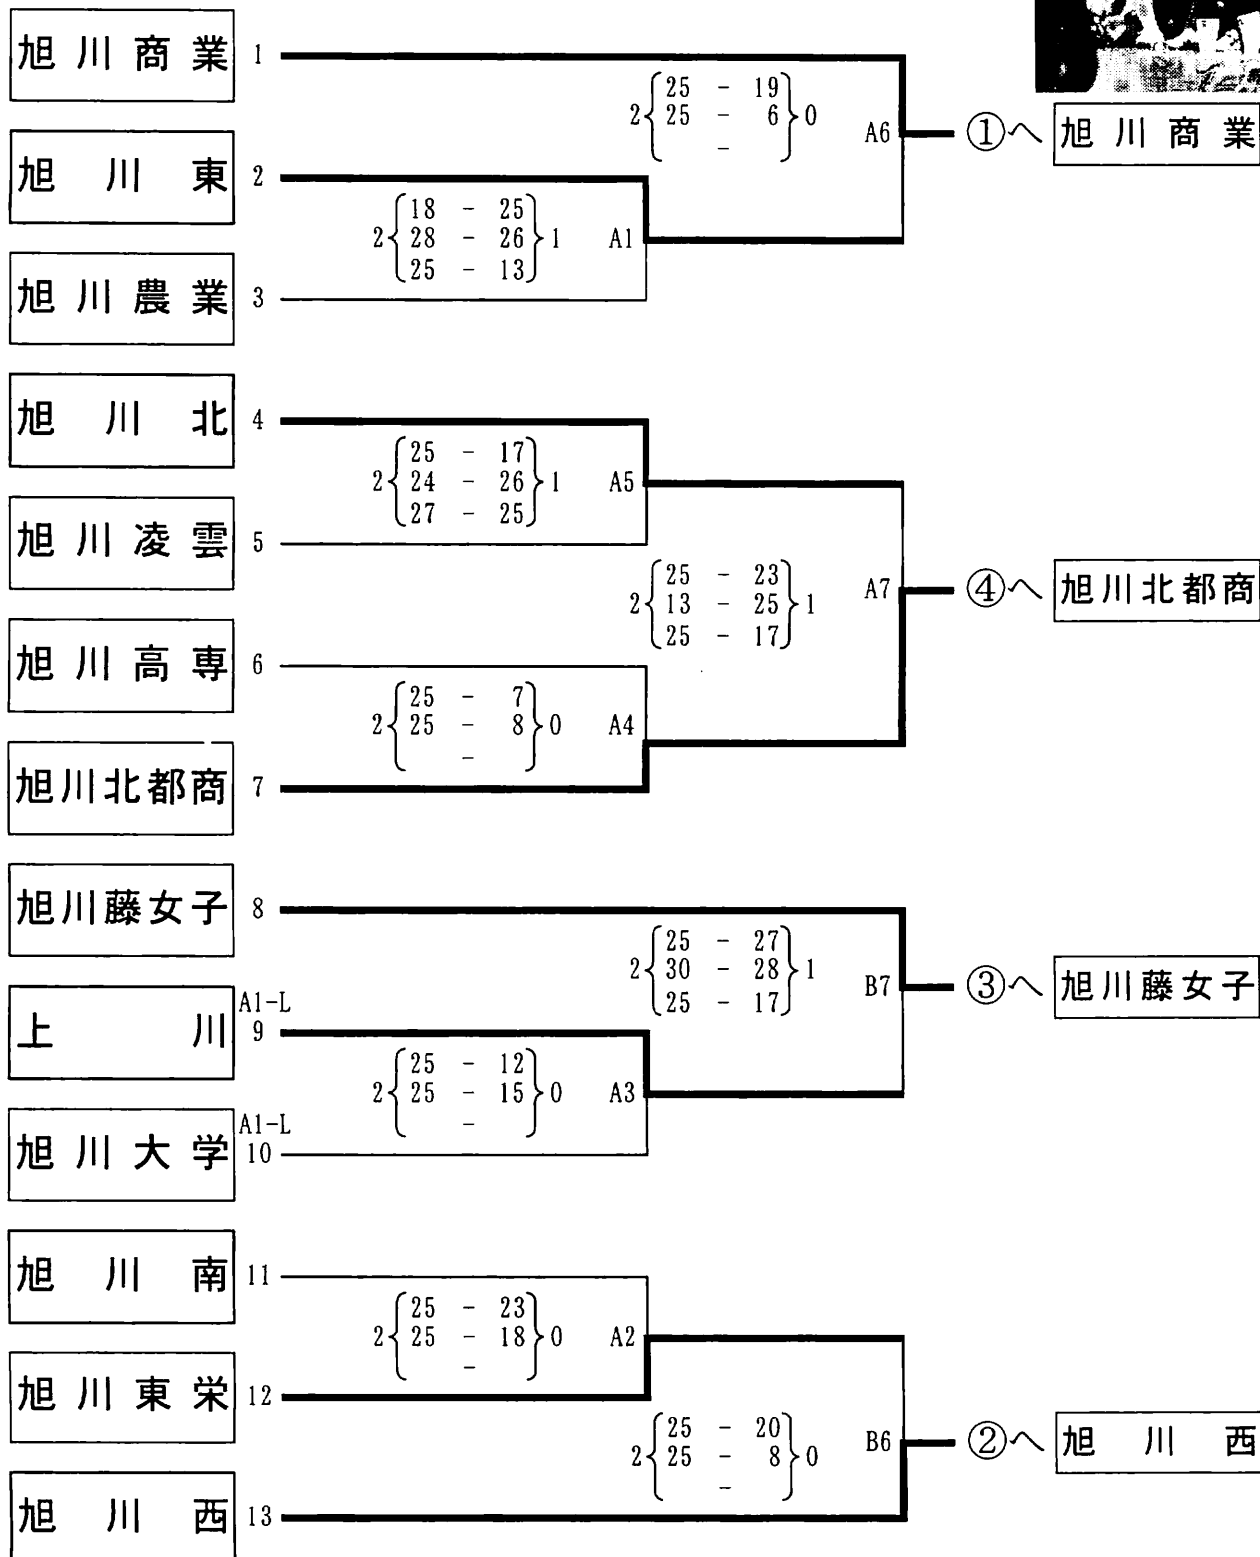 旭川商業 1
25 - 19
2 25 - 6 0 A6 ①へ 旭川商業
-
旭川東 2
18 - 25
2 28 - 26 1 A1
25 - 13
旭川農業 3
旭川北 4
25 - 17
2 24 - 26 1 A5
27 - 25
旭川凌雲 5
25 - 23
2 13 - 25 1 A7 ④へ 旭川北都商
25 - 17
旭川高専 6
25 - 7
2 25 - 8 0 A4
-
旭川北都商 7
旭川藤女子 8
25 - 27
2 30 - 28 1 B7 ③へ 旭川藤女子
25 - 17
A1-L
上川 9
25 - 12
2 25 - 15 0 A3
-
A1-L
旭川大学 10
旭川南 11
25 - 23
2 25 - 18 0 A2
-
旭川東栄 12
25 - 20
2 25 - 8 0 B6 ②へ 旭川西
-
旭川西 13